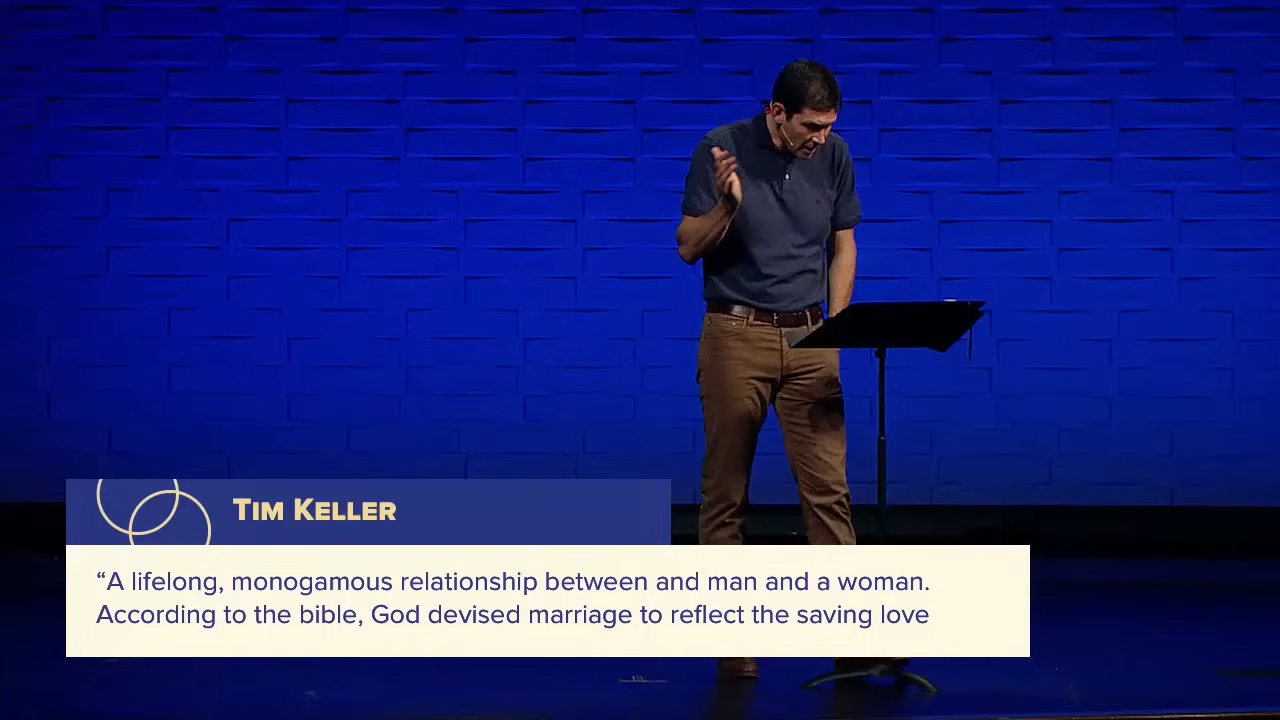 Tim Keller
“A lifelong, monogamous relationship between and man and a woman.
According to the bible, God devised marriage to reflect the saving love